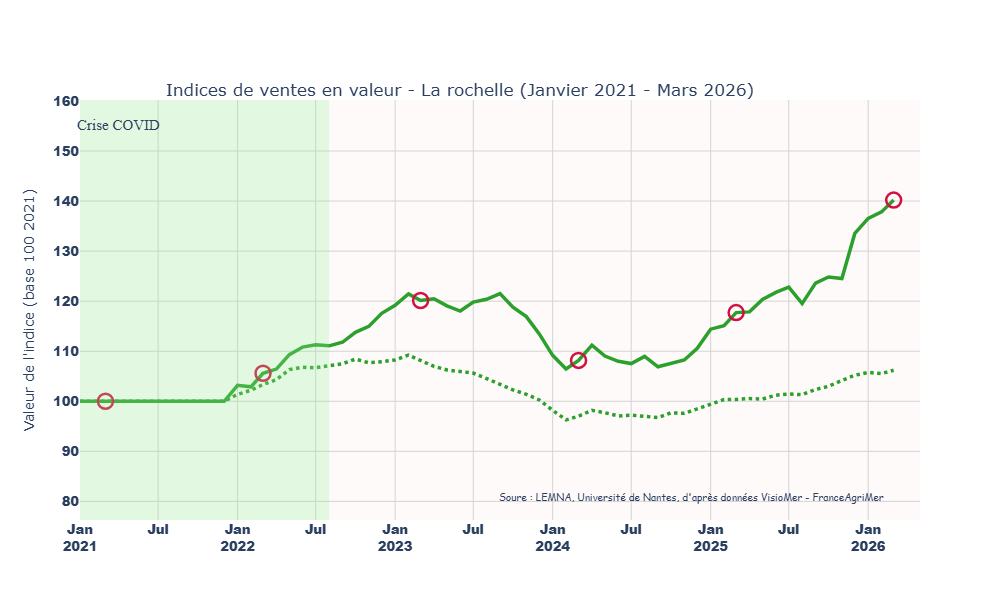 Indices de ventes en valeur - La rochelle (Janvier 2021 - Mars 2026)
Crise COVID
Valeur de l'indice (base 100 2021)
160
150
140
130
120
110
100
90
80
Soure : LEMNA, Université de Nantes, d'après données VisioMer - FranceAgriMer
Jan Jul Jan Jul Jan Jul Jan Jul Jan Jul Jan
2021 2022 2023 2024 2025 2026